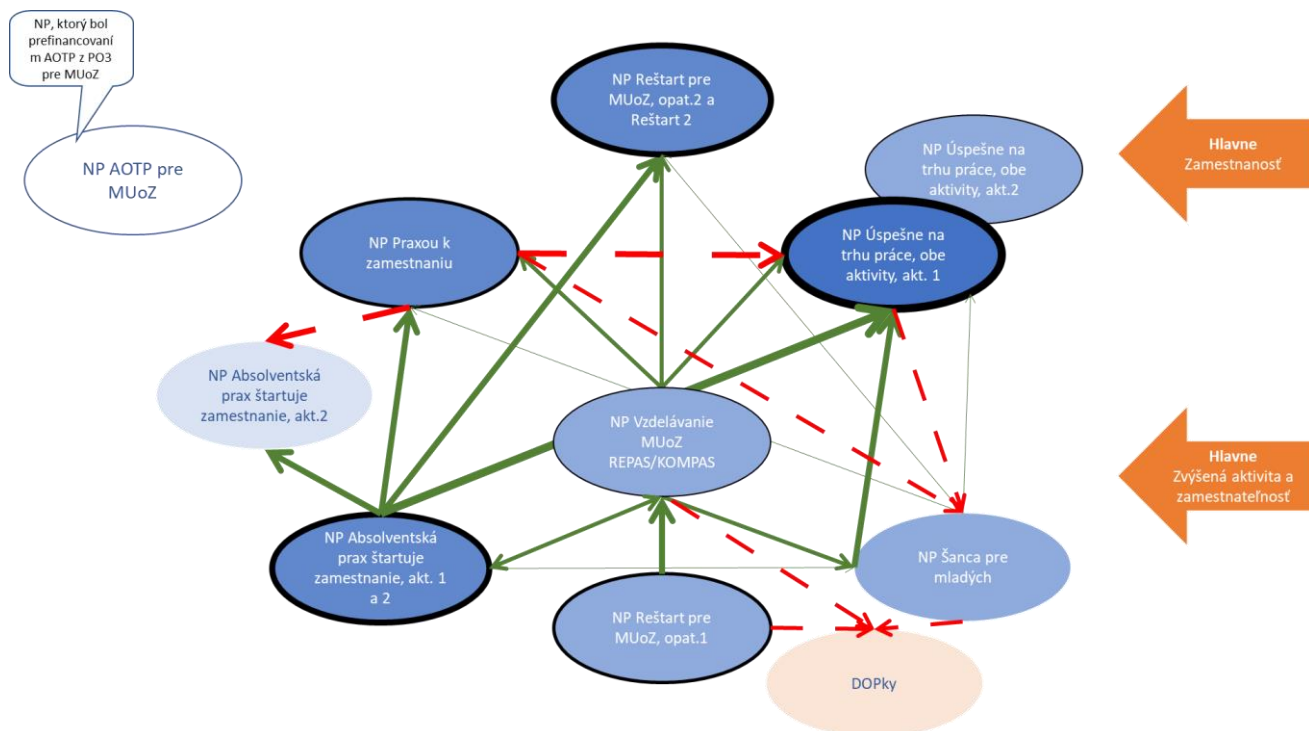 NP, ktorý bol
prefinancovaní
m AOTP z PO3
pre MUoZ
NP AOTP pre
MUoZ
NP Reštart pre
MUoZ, opat.2 a
Reštart 2
NP Úspešne na
trhu práce, obe
aktivity, akt.2
Hlavne
Zamestnanosť
NP Praxou k
zamestnaniu
NP Úspešne na
trhu práce, obe
aktivity, akt. 1
NP Absolventská
prax štartuje
zamestnanie, akt.2
NP Vzdelávanie
MUoZ
REPAS/KOMPAS
Hlavne
Zvýšená aktivita a
zamestnateľnosť
NP Absolventská
prax štartuje
zamestnanie, akt. 1
a 2
NP Šanca pre
mladých
NP Reštart pre
MUoZ, opat.1
DOPky